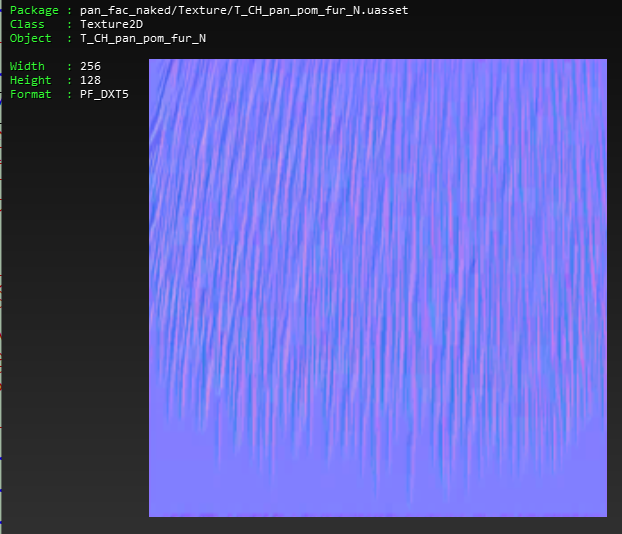 Package : pan_fac_naked/Texture/T_CH_pan_pom_fur_N.uasset
Class : Texture2D
Object : T_CH_pan_pom_fur_N
Width : 256
Height : 128
Format : PF_DXT5